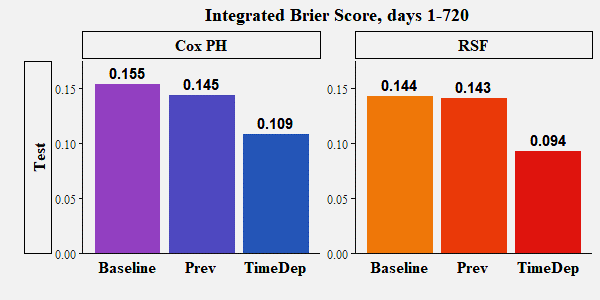 Integrated Brier Score, days 1-720
Cox PH
RSF
Test
0.15
0.10
0.05
0.00
0.155
0.145
0.109
Baseline
Prev
TimeDep
0.15
0.10
0.05
0.00
0.144
0.143
0.094
Baseline
Prev
TimeDep